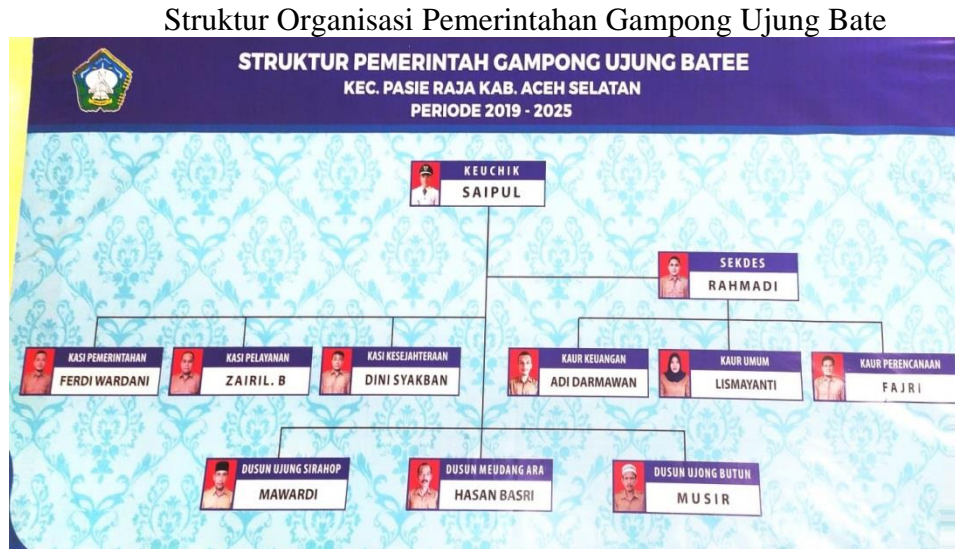 Struktur Organisasi Pemerintahan Gampong Ujung Bate
STRUKTUR PEMERINTAH GAMPONG UJUNG BATEE
KEC. PASIE RAJA KAB. ACEH SELATAN
PERIODE 2019 - 2025
KEUCHIK
SAIPUL
SEKDES
RAHMADI
KASI PEMERINTAHAN
FERDI WARDANI
KASI PELAYANAN
ZAIRIL. B
KASI KESEJAHTERAAN
DINI SYAKBAN
KAUR KEUANGAN
ADI DARMAWAN
KAUR UMUM
LISMAYANTI
KAUR PERENCANAAN
FAJRI
DUSUN UJUNG SIRAHOP
MAWARDI
DUSUN MEUDANG ARA
HASAN BASRI
DUSUN UJONG BUTUN
MUSIR